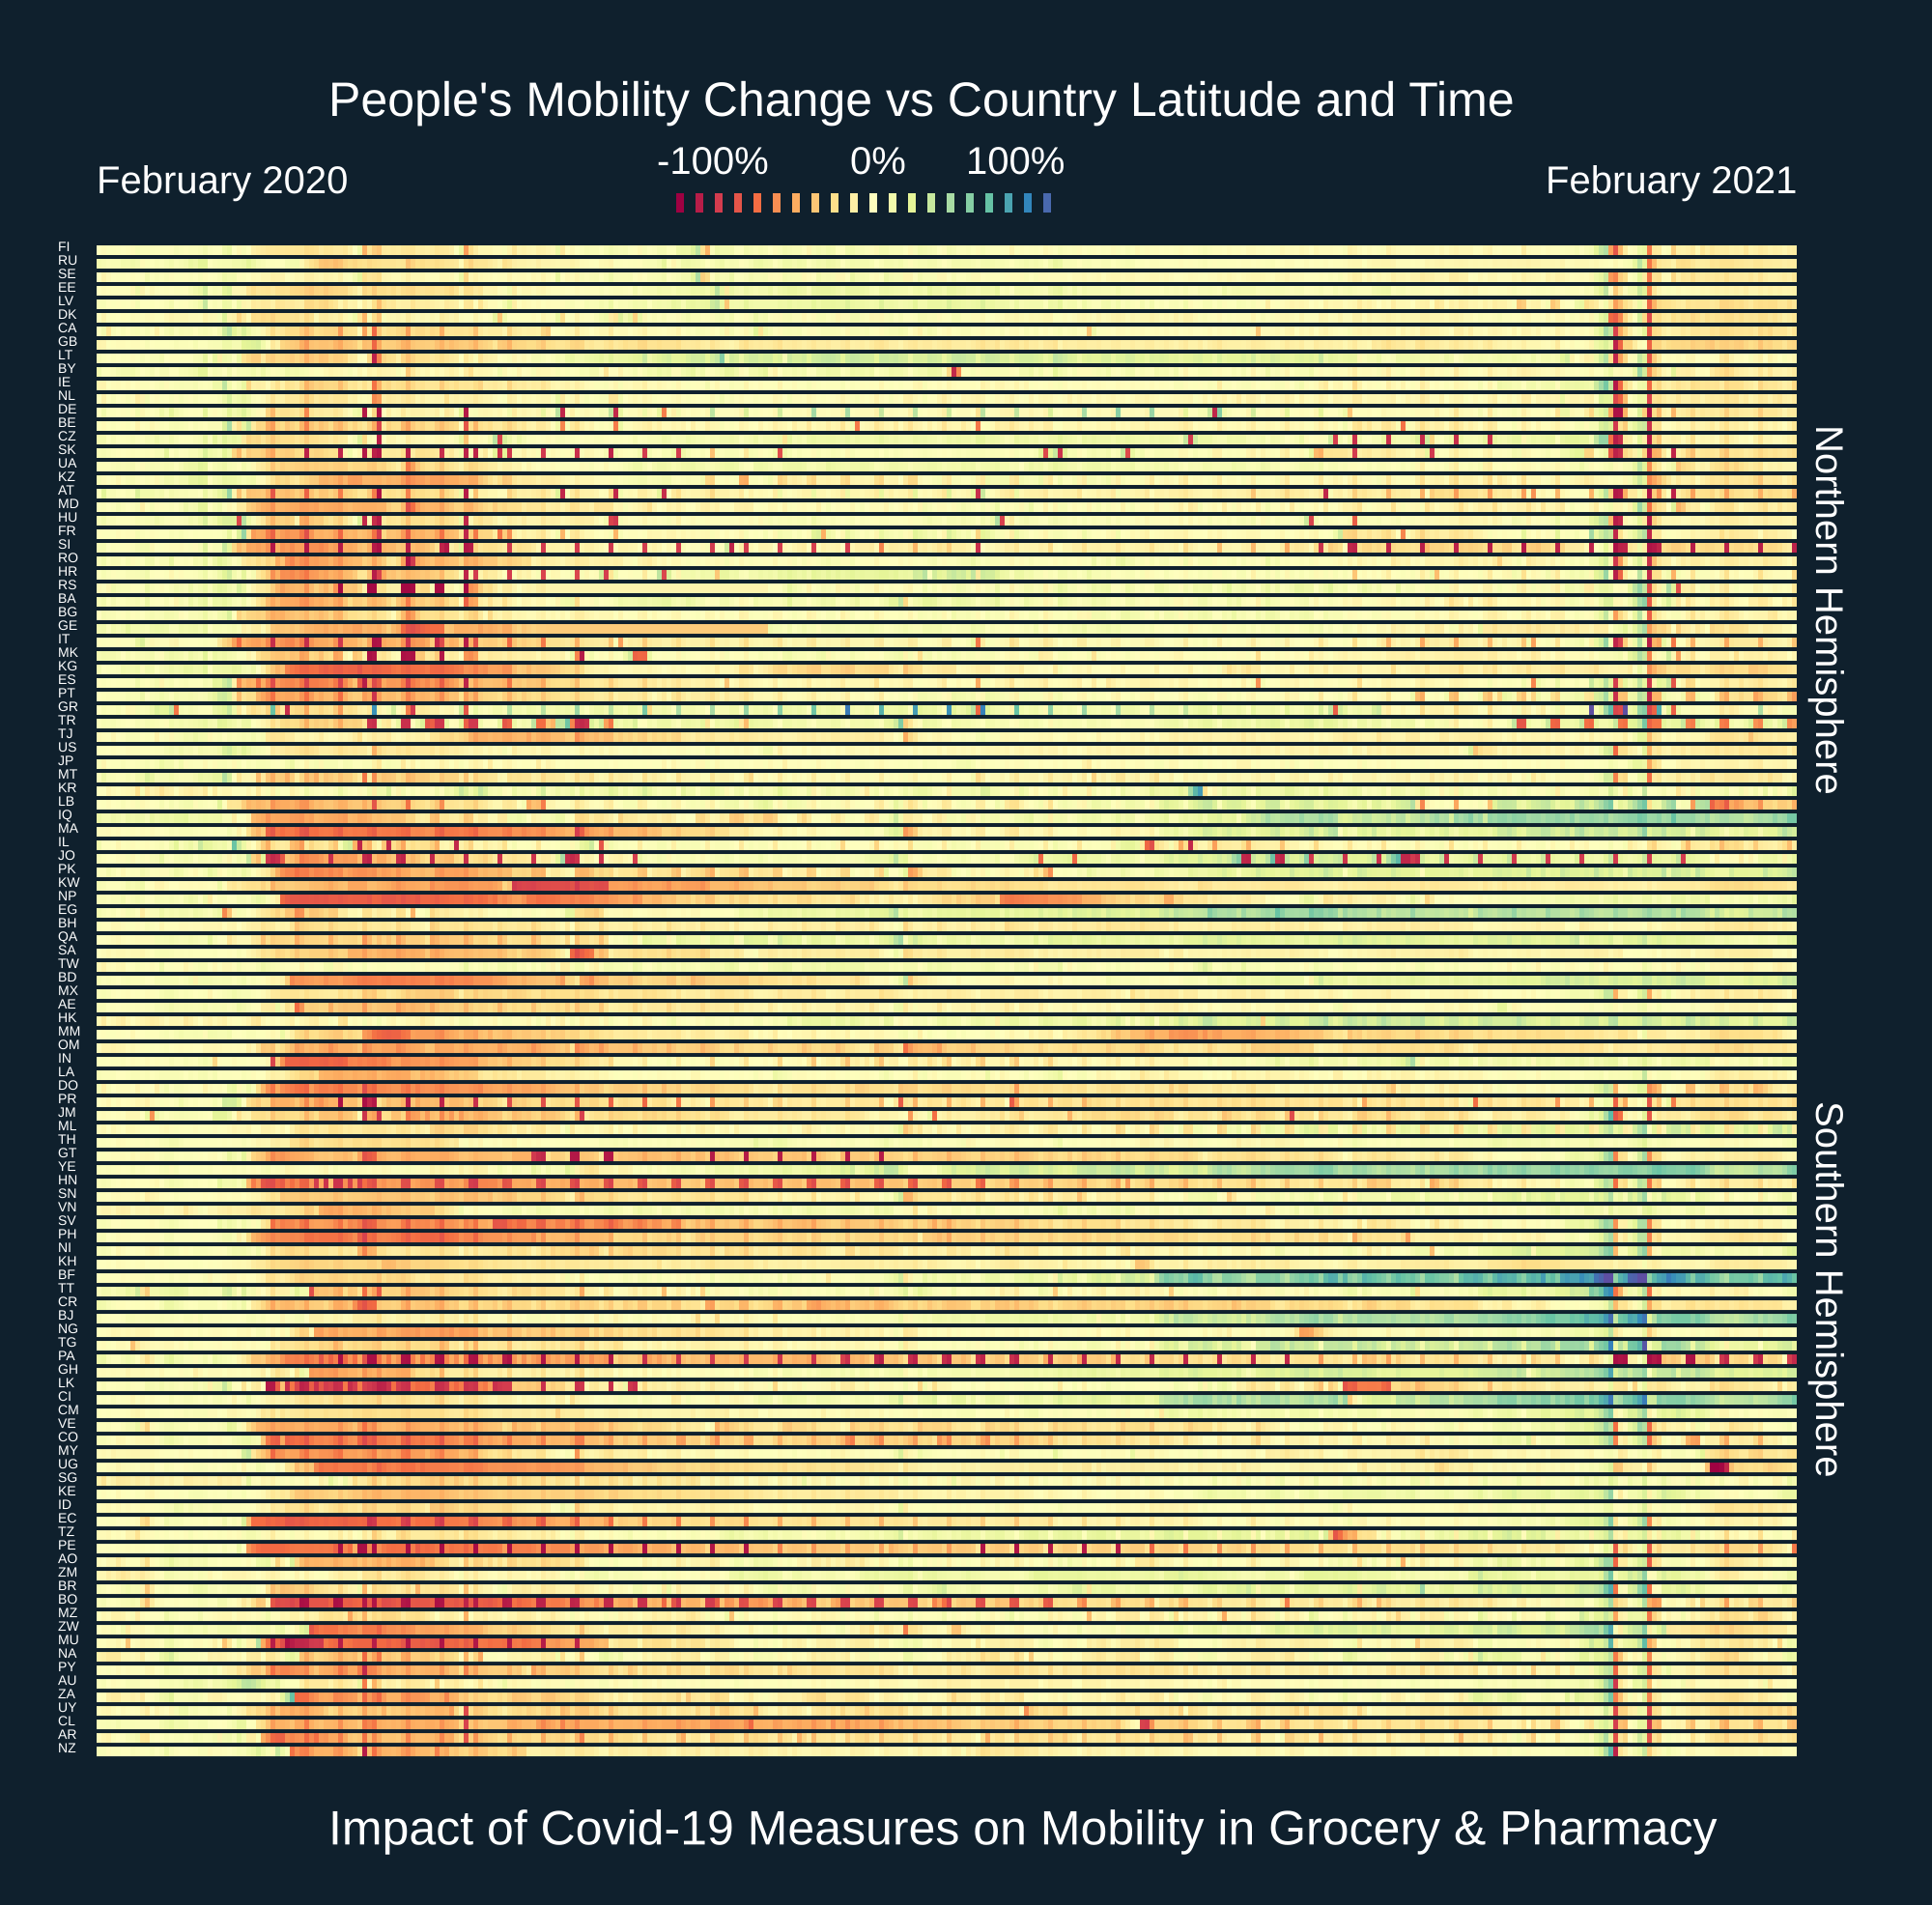 People's Mobility Change vs Country Latitude and Time
-100% 0% 100%
February 2020 February 2021
FI
RU
SE
EE
LV
DK
CA
GB
LT
BY
IE
NL
DE
BE
CZ
SK
UA
KZ
AT
MD
HU
FR
SI
RO
HR
RS
BA
BG
GE
IT
MK
KG
ES
PT
GR
TR
TJ
US
JP
MT
KR
LB
IQ
MA
IL
JO
PK
KW
NP
EG
BH
QA
SA
TW
BD
MX
AE
HK
MM
OM
IN
LA
DO
PR
JM
ML
TH
GT
YE
HN
SN
VN
SV
PH
NI
KH
BF
TT
CR
BJ
NG
TG
PA
GH
LK
CI
CM
VE
CO
MY
UG
SG
KE
ID
EC
TZ
PE
AO
ZM
BR
BO
MZ
ZW
MU
NA
PY
AU
ZA
UY
CL
AR
NZ
Northern Hemisphere
Southern Hemisphere
Impact of Covid-19 Measures on Mobility in Grocery & Pharmacy